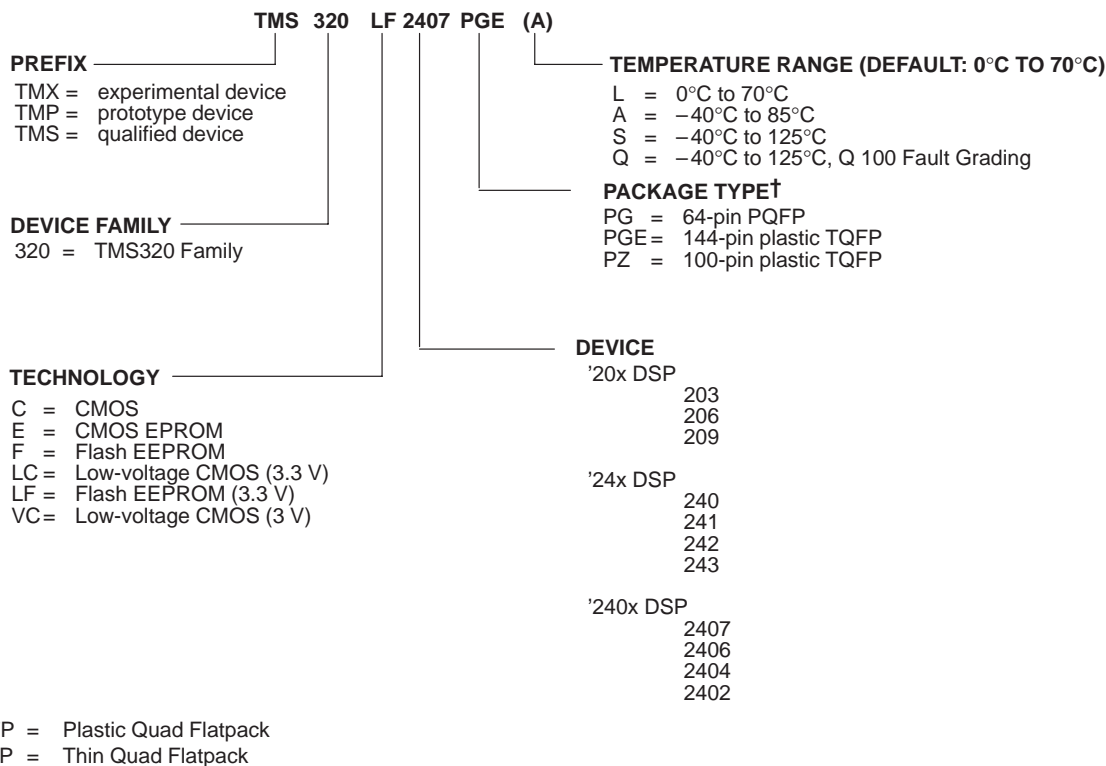 TMS 320 LF 2407 PGE (A)
PREFIX
TMX = experimental device
TMP = prototype device
TMS = qualified device
TEMPERATURE RANGE (DEFAULT: 0°C TO 70°C)
L = 0°C to 70°C
A = –40°C to 85°C
S = –40°C to 125°C
Q = –40°C to 125°C, Q 100 Fault Grading
PACKAGE TYPE†
PG = 64-pin PQFP
PGE = 144-pin plastic TQFP
PZ = 100-pin plastic TQFP
DEVICE FAMILY
320 = TMS320 Family
DEVICE
’20x DSP
203
206
209
’24x DSP
240
241
242
243
’240x DSP
2407
2406
2404
2402
TECHNOLOGY
C = CMOS
E = CMOS EPROM
F = Flash EEPROM
LC = Low-voltage CMOS (3.3 V)
LF = Flash EEPROM (3.3 V)
VC = Low-voltage CMOS (3 V)
P = Plastic Quad Flatpack
P = Thin Quad Flatpack